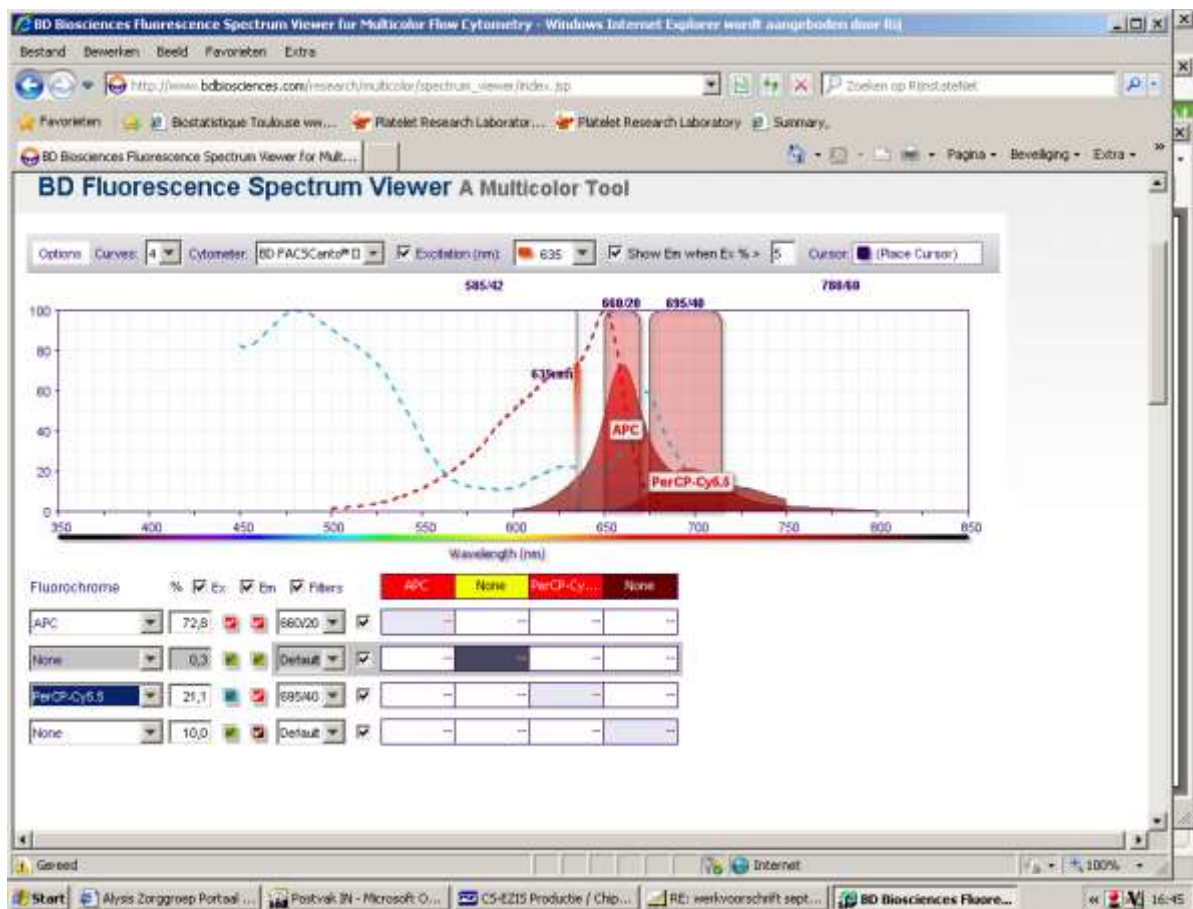 BD Biosciences Fluorescence Spectrum Viewer for Multicolor Flow Cytometry - Windows Internet Explorer wordt aangeboden door
Bestand Bewerken Beeld Favorieten Extra
http://www.bdbiosciences.com/research/multicolor/spectrum_viewer/index.jsp Zoeken op RijnstateNet
Favorieten Biostatistique Toulouse ww... Platelet Research Laborator... Platelet Research Laboratory Summary,
BD Biosciences Fluorescence Spectrum Viewer for Mult... Pagina Beveiliging Extra
BD Fluorescence Spectrum Viewer A Multicolor Tool
Options Curves: 4 Cytometer: BD FACSCanto® II Excitation (nm): 635 Show Em when Ex % > 5 Cursor: (Place Cursor)
585/42 780/60
660/20 695/40
100
80
635nm
60
40
APC
20
PerCP-Cy5.5
0
350 400 450 500 550 600 650 700 750 800 850
Wavelength (nm)
Fluorochrome % Ex Em Filters APC None PerCP-Cy.... None
APC 72,8 660/20 -- -- -- --
None 0,3 Default -- -- -- --
PerCP-Cy5.5 21,1 695/40 -- -- -- --
None 10,0 Default -- -- -- --
Gereed Internet 100%
Start Alysis Zorggroep Portaal ... Postvak IN - Microsoft O... CS-EZIS Productie / Chip... RE: werkvoorschrift sept... BD Biosciences Fluore... 16:45